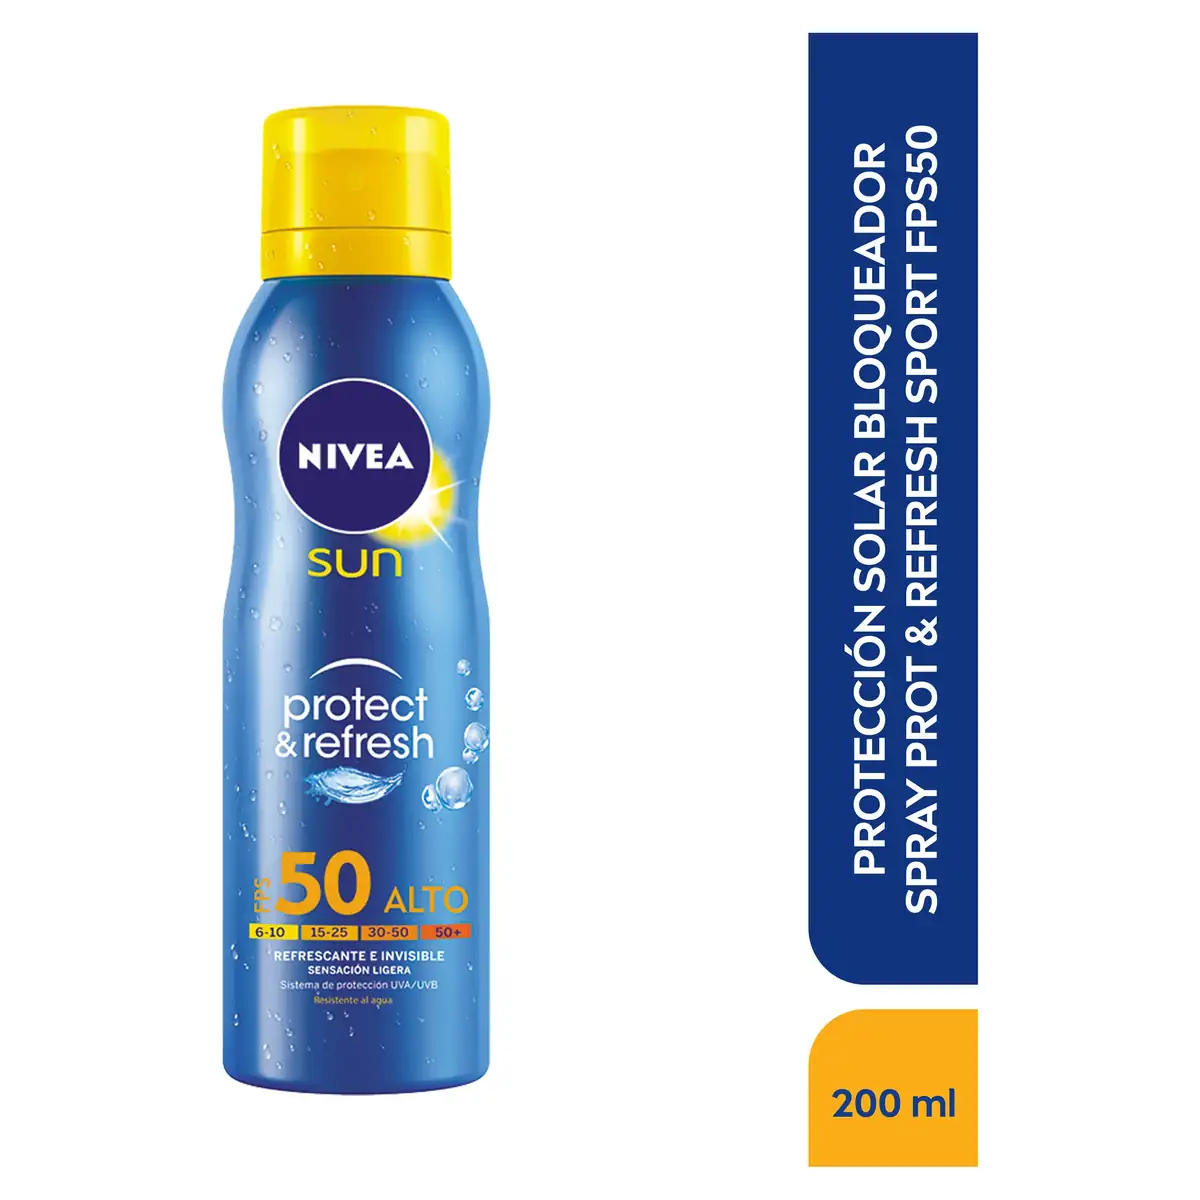 NIVEA
SUN
protect
& refresh
FPS 50 ALTO
6-10 15-25 30-50 50+
REFRESCANTE E INVISIBLE
SENSACIÓN LIGERA
Sistema de protección UVA/UVB
Resistente al agua
PROTECCIÓN SOLAR BLOQUEADOR
SPRAY PROT & REFRESH SPORT FPS50
200 ml